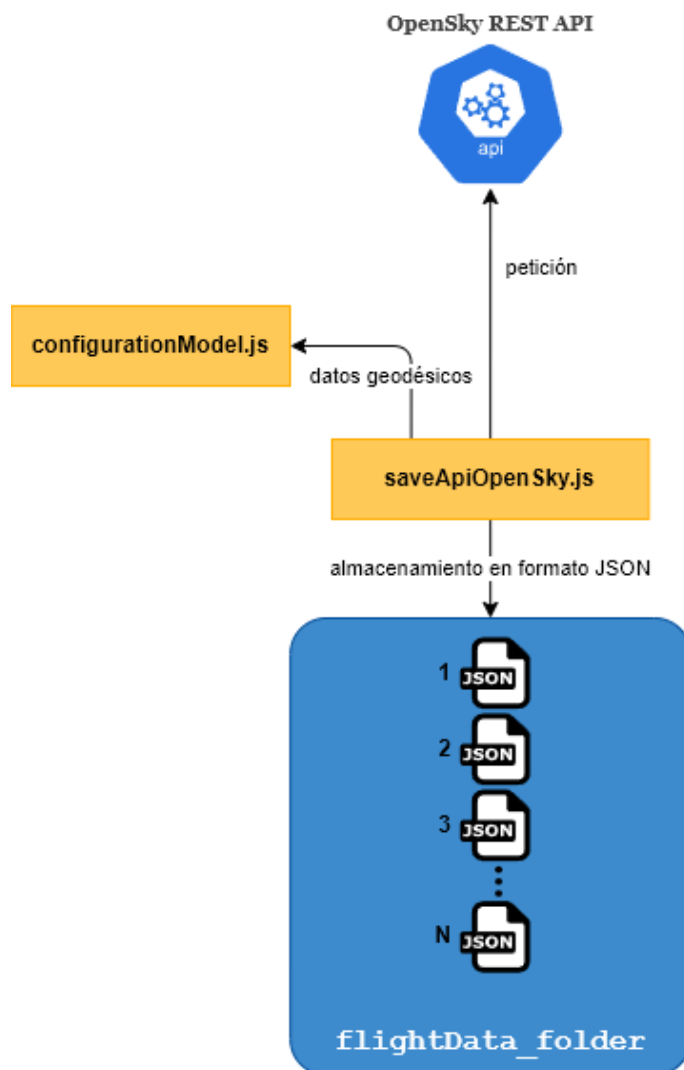 OpenSky REST API
api
petición
configurationModel.js
datos geodésicos
saveApiOpenSky.js
almacenamiento en formato JSON
1 JSON
2 JSON
3 JSON
N JSON
flightData_folder